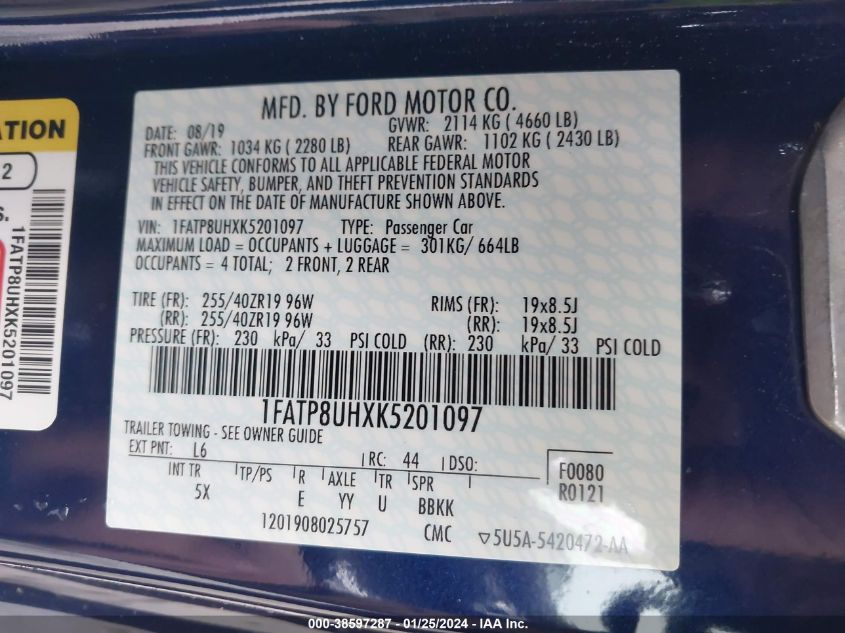 ATION
2
1FATP8UHXK5201097
MFD. BY FORD MOTOR CO.
DATE: 08/19 GVWR: 2114 KG ( 4660 LB)
FRONT GAWR: 1034 KG ( 2280 LB) REAR GAWR: 1102 KG ( 2430 LB)
THIS VEHICLE CONFORMS TO ALL APPLICABLE FEDERAL MOTOR
VEHICLE SAFETY, BUMPER, AND THEFT PREVENTION STANDARDS
IN EFFECT ON THE DATE OF MANUFACTURE SHOWN ABOVE.
VIN: 1FATP8UHXK5201097 TYPE: Passenger Car
MAXIMUM LOAD = OCCUPANTS + LUGGAGE = 301KG/ 664LB
OCCUPANTS = 4 TOTAL; 2 FRONT, 2 REAR
TIRE (FR): 255/40ZR19 96W RIMS (FR): 19x8.5J
(RR): 255/40ZR19 96W (RR): 19x8.5J
PRESSURE (FR): 230 kPa/ 33 PSI COLD (RR): 230 kPa/ 33 PSI COLD
1FATP8UHXK5201097
TRAILER TOWING - SEE OWNER GUIDE
EXT PNT: L6 RC: 44 DSO:
INT TR TP/PS R AXLE TR SPR
5X E YY U BBKK
F0080
R0121
1201908025757 CMC ▽5U5A-5420472-AA
000-38597287 - 01/25/2024 - IAA Inc.